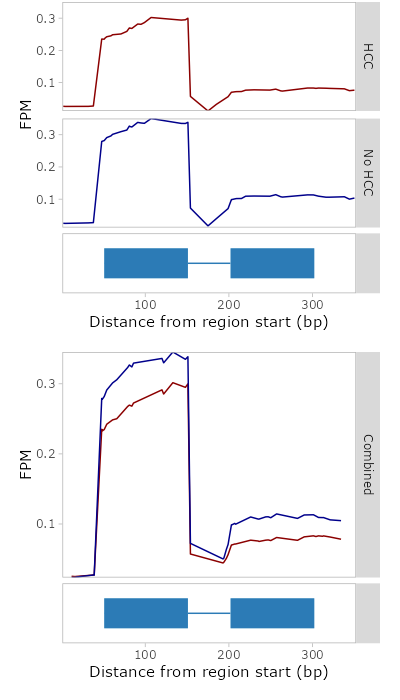 0.3
0.2
0.1
HCC
FPM
0.3
0.2
0.1
No HCC
100 200 300
Distance from region start (bp)
0.3
0.2
0.1
FPM
Combined
100 200 300
Distance from region start (bp)